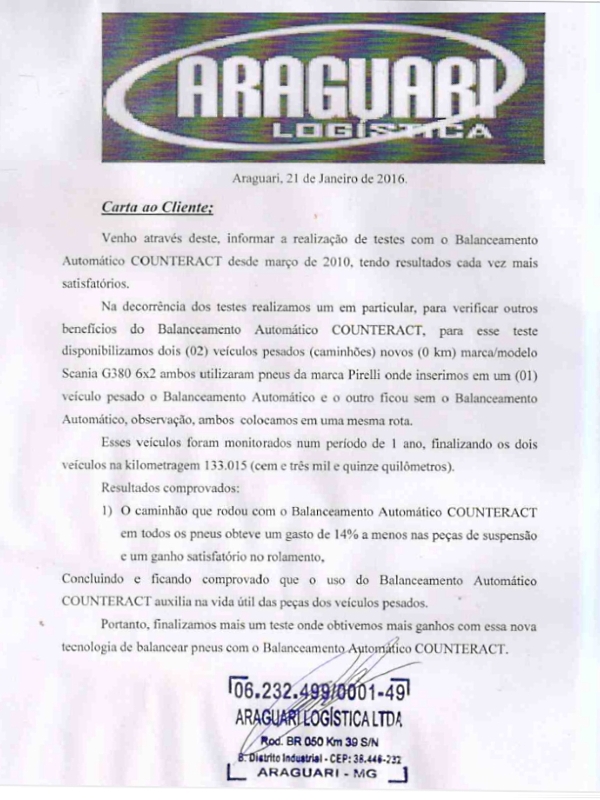 ARAGUARI
LOGÍSTICA
Araguari, 21 de Janeiro de 2016.
Carta ao Cliente;
Venho através deste, informar a realização de testes com o Balanceamento
Automático COUNTERACT desde março de 2010, tendo resultados cada vez mais
satisfatórios.
Na decorrência dos testes realizamos um em particular, para verificar outros
benefícios do Balanceamento Automático COUNTERACT, para esse teste
disponibilizamos dois (02) veículos pesados (caminhões) novos (0 km) marca/modelo
Scania G380 6x2 ambos utilizaram pneus da marca Pirelli onde inserimos em um (01)
veículo pesado o Balanceamento Automático e o outro ficou sem o Balanceamento
Automático, observação, ambos colocamos em uma mesma rota.
Esses veículos foram monitorados num período de 1 ano, finalizando os dois
veículos na kilometragem 133.015 (cem e três mil e quinze quilômetros).
Resultados comprovados:
1) O caminhão que rodou com o Balanceamento Automático COUNTERACT
em todos os pneus obteve um gasto de 14% a menos nas peças de suspensão
e um ganho satisfatório no rolamento,
Concluindo e ficando comprovado que o uso do Balanceamento Automático
COUNTERACT auxilia na vida útil das peças dos veículos pesados.
Portanto, finalizamos mais um teste onde obtivemos mais ganhos com essa nova
tecnologia de balancear pneus com o Balanceamento Automático COUNTERACT.
06.232.499/0001-49
ARAGUARI LOGÍSTICA LTDA
Rod. BR 050 Km 39 S/N
B. Distrito Industrial - CEP: 38.446-232
ARAGUARI - MG